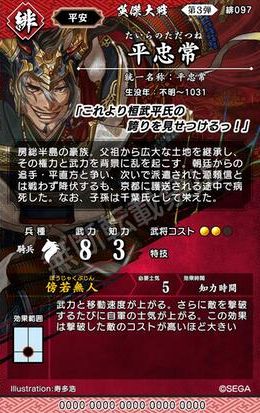 緋
平安
英傑大戦
第3弾
緋097
たいらのただつね
平忠常
統一名称:平忠常
生没年/不明~1031
「これより桓武平氏の
誇りを見せつけるっ!」
房総半島の豪族。父祖から広大な土地を継承し、
その権力と武力を背景に乱を起こす。朝廷からの
追手・平直方と争い、次いで派遣された源頼信と
は戦わず降伏するも、京都に護送される途中で病
死した。なお、子孫は千葉氏として栄えた。
兵種 武力 知力 武将コスト
騎兵 8 3 特技
ぼうじゃくぶじん 必要士気 効果時間
傍若無人 5 知力時間
効果範囲
武力と移動速度が上がる。さらに敵を撃破
するたびに自軍の士気が上がる。この効果
は撃破した敵のコストが高いほど大きい
Illustration:寿多浩
©SEGA
0000-0000-0000-0000-0000